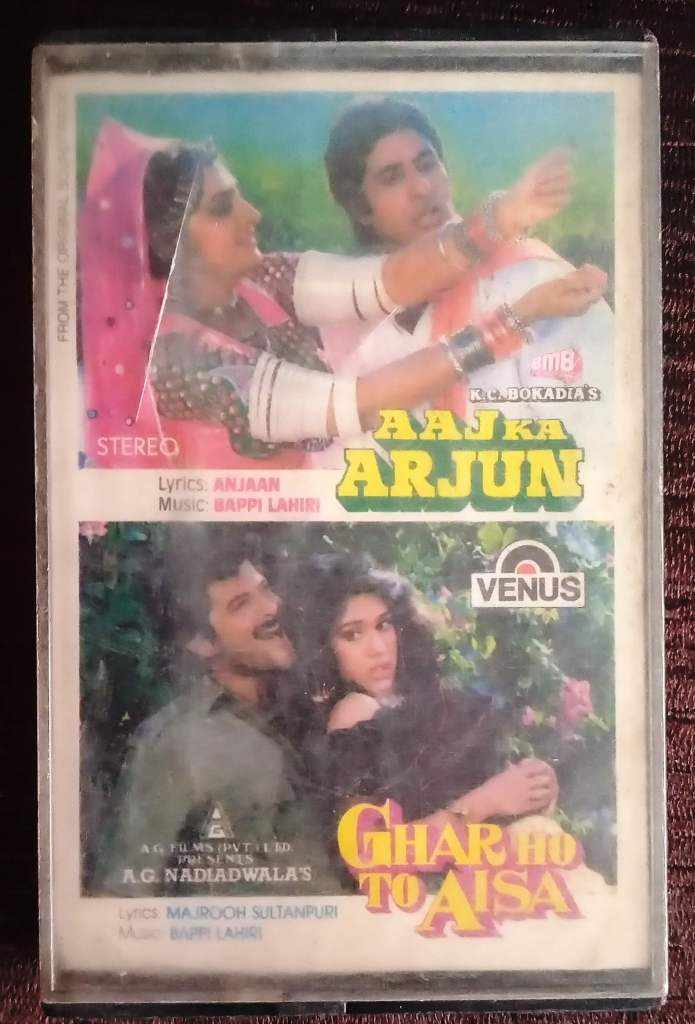 FROM THE ORIGINAL
STEREO
BMB
K.C. BOKADIA'S
AAJ KA
ARJUN
Lyrics: ANJAAN
Music: BAPPI LAHIRI
VENUS
AG
A.G. FILMS (PVT.) LTD.
PRESENTS
A.G. NADIADWALA'S
GHAR HO
TO AISA
Lyrics: MAJROOH SULTANPURI
Music: BAPPI LAHIRI